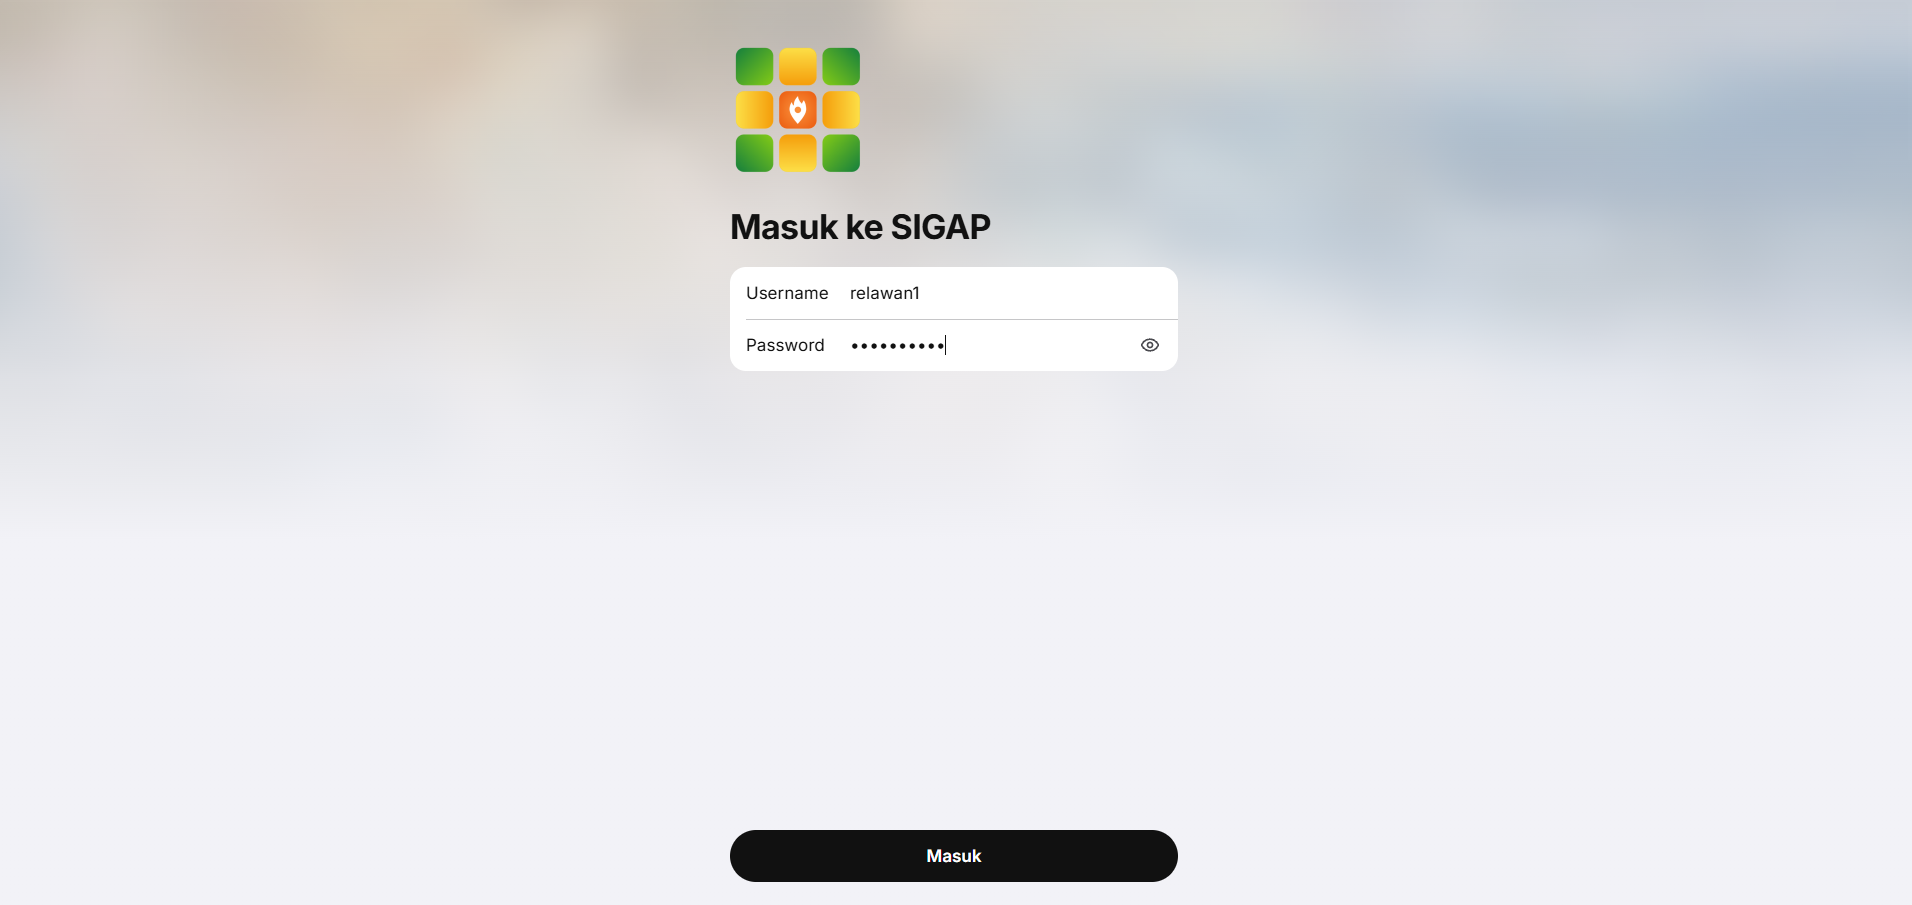 Masuk ke SIGAP
Username relawan1
Password ••••••••••
Masuk